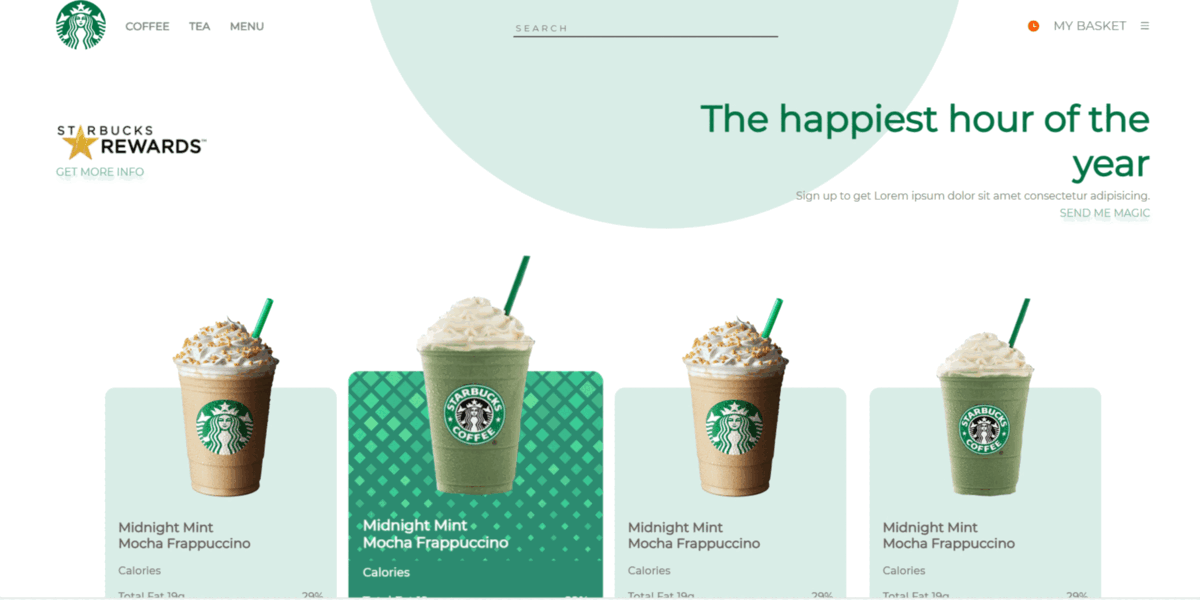 COFFEE TEA MENU
SEARCH
MY BASKET
STARBUCKS
REWARDS™
GET MORE INFO
The happiest hour of the
year
Sign up to get Lorem ipsum dolor sit amet consectetur adipisicing.
SEND ME MAGIC
STARBUCKS
COFFEE
STARBUCKS
COFFEE
Midnight Mint
Mocha Frappuccino
Calories
Total Fat 19g 29%
Midnight Mint
Mocha Frappuccino
Calories
Midnight Mint
Mocha Frappuccino
Calories
Total Fat 19g 29%
Midnight Mint
Mocha Frappuccino
Calories
Total Fat 19g 29%